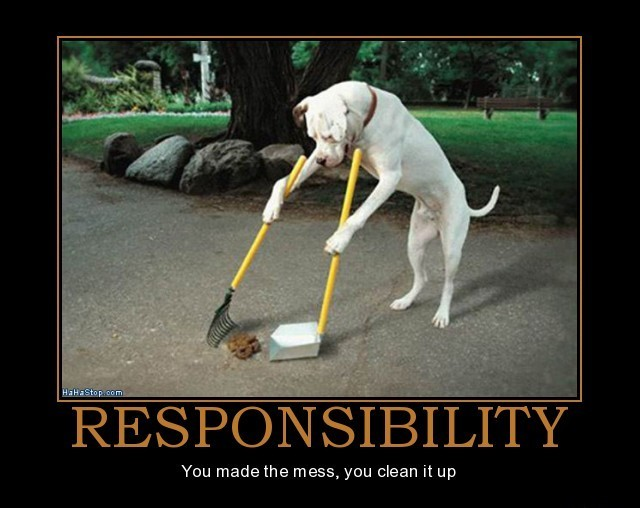 HaHaStop.com
RESPONSIBILITY
You made the mess, you clean it up